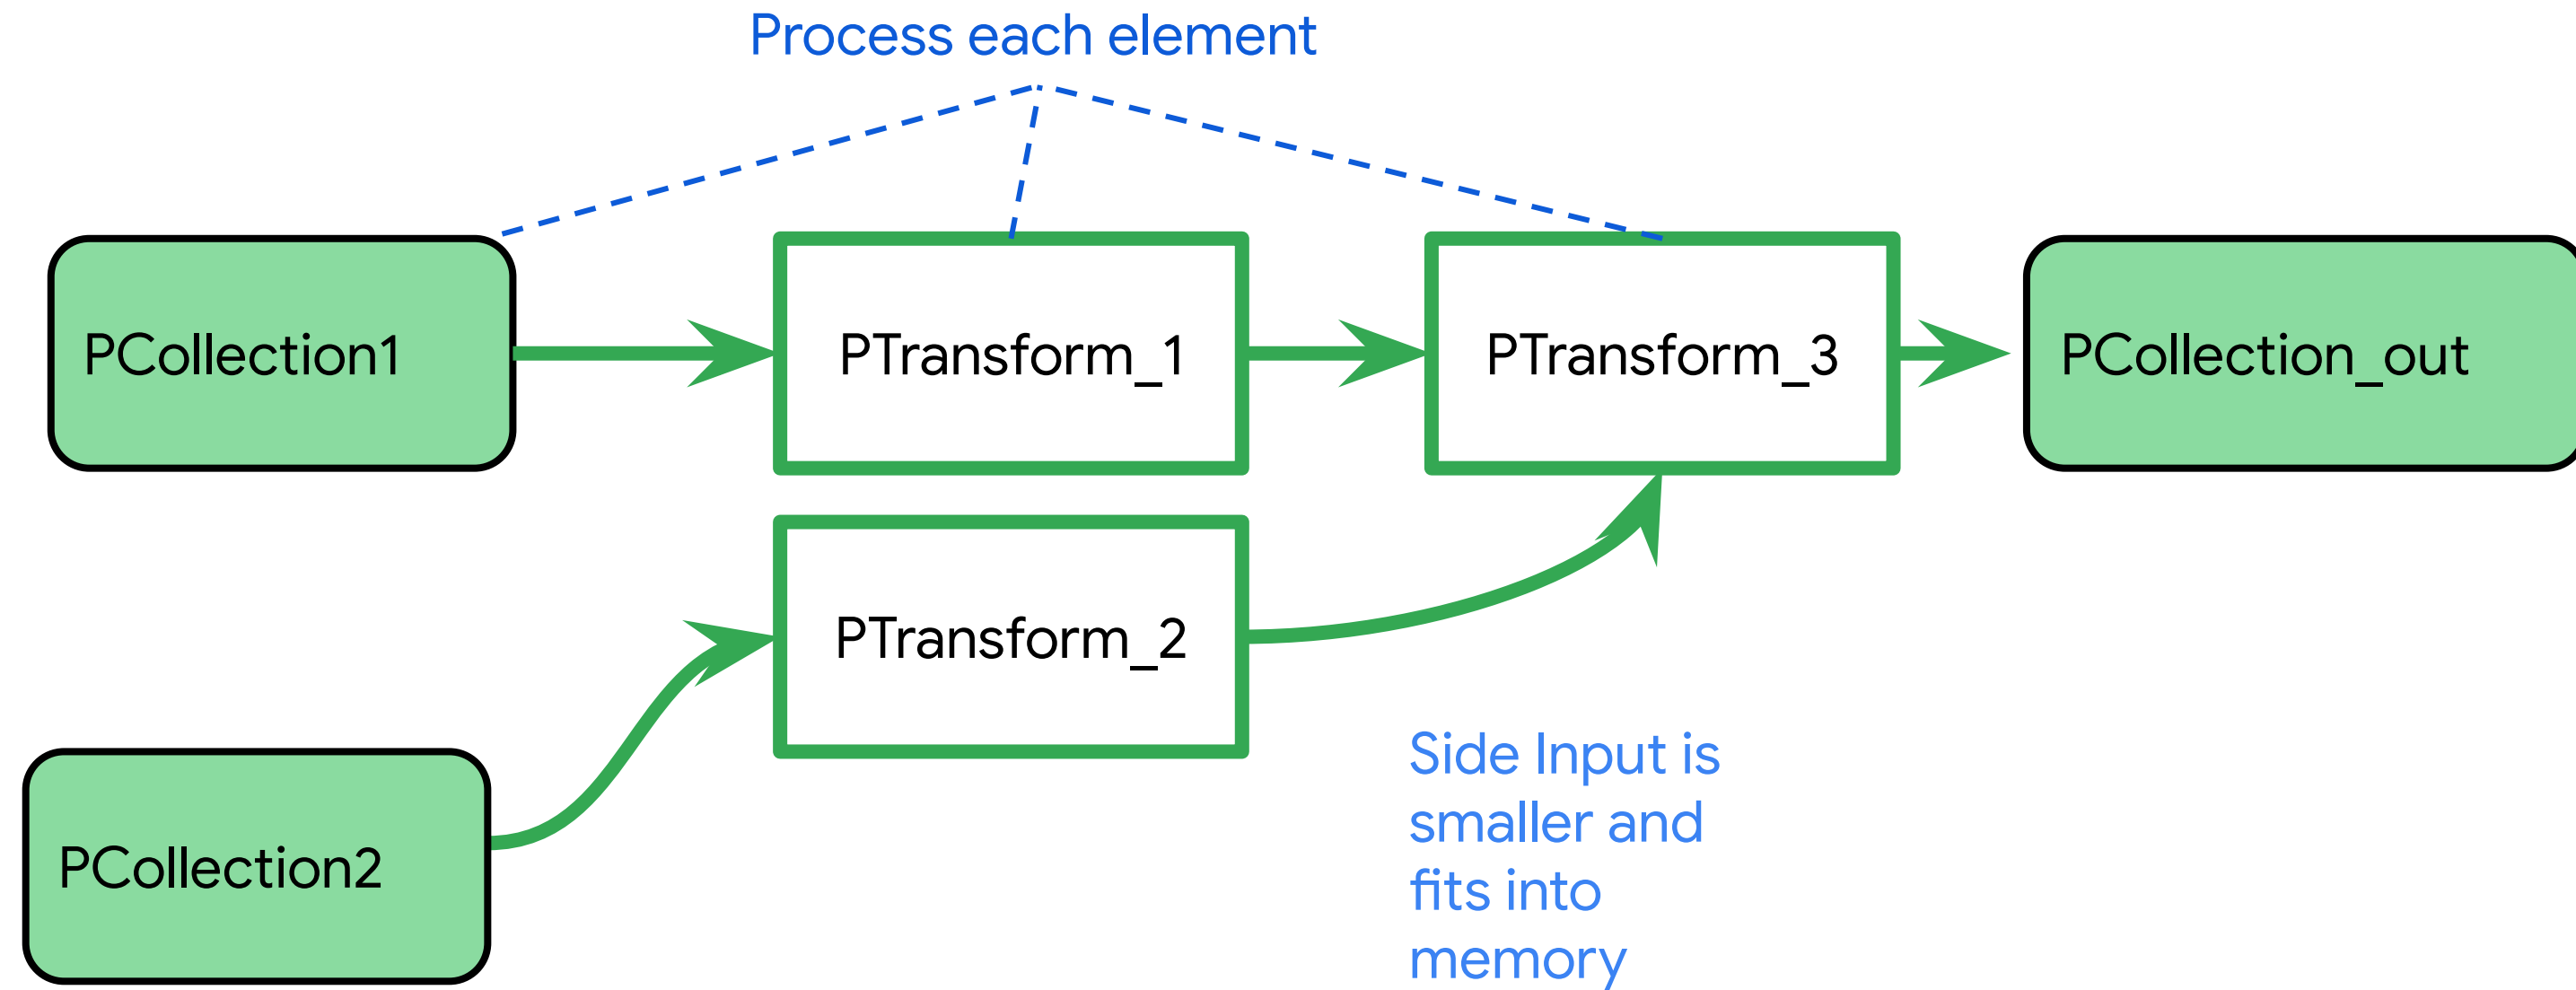 Process each element
PCollection1
PTransform_1
PTransform_3
PCollection_out
PTransform_2
PCollection2
Side Input is
smaller and
fits into
memory